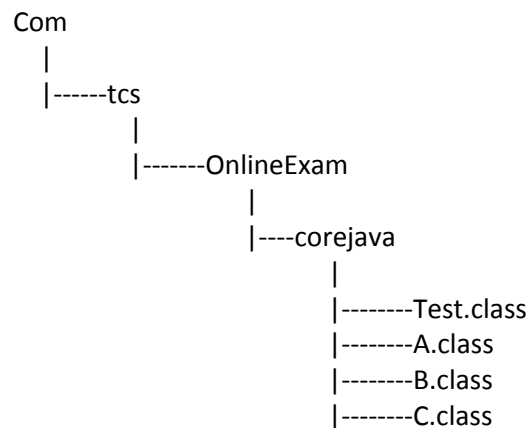 Com
|
|------tcs
|
|-------OnlineExam
|
|----corejava
|
|--------Test.class
|--------A.class
|--------B.class
|--------C.class